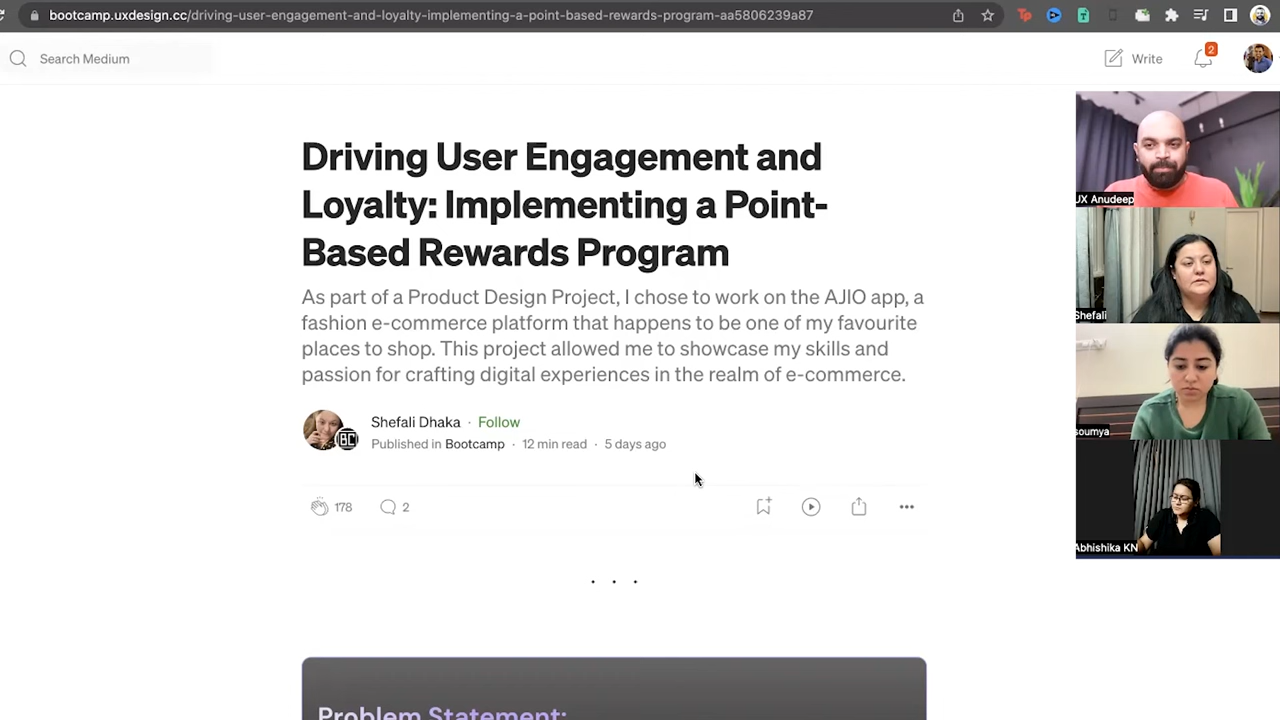 bootcamp.uxdesign.cc/driving-user-engagement-and-loyalty-implementing-a-point-based-rewards-program-aa5806239a87
Search Medium
Write
2
Driving User Engagement and
Loyalty: Implementing a Point-
Based Rewards Program
As part of a Product Design Project, I chose to work on the AJIO app, a
fashion e-commerce platform that happens to be one of my favourite
places to shop. This project allowed me to showcase my skills and
passion for crafting digital experiences in the realm of e-commerce.
BC
Shefali Dhaka · Follow
Published in Bootcamp · 12 min read · 5 days ago
178
2
. . .
Problem Statement:
UX Anudeep
Shefali
soumya
Abhishika KN